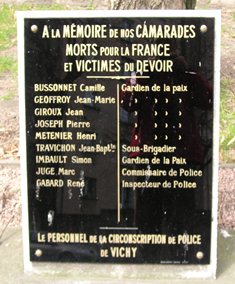 A LA MÉMOIRE DE NOS CAMARADES
MORTS POUR LA FRANCE
ET VICTIMES DU DEVOIR
BUSSONNET Camille Gardien de la paix
GEOFFROY Jean-Marie " " "
GIROUX Jean " " "
JOSEPH Pierre " " "
METENIER Henri " " "
TRAVICHON Jean-Bapt.te Sous-Brigadier
IMBAULT Simon Gardien de la Paix
JUGE Marc Commissaire de Police
GABARD René Inspecteur de Police
LE PERSONNEL DE LA CIRCONSCRIPTION DE POLICE
DE VICHY